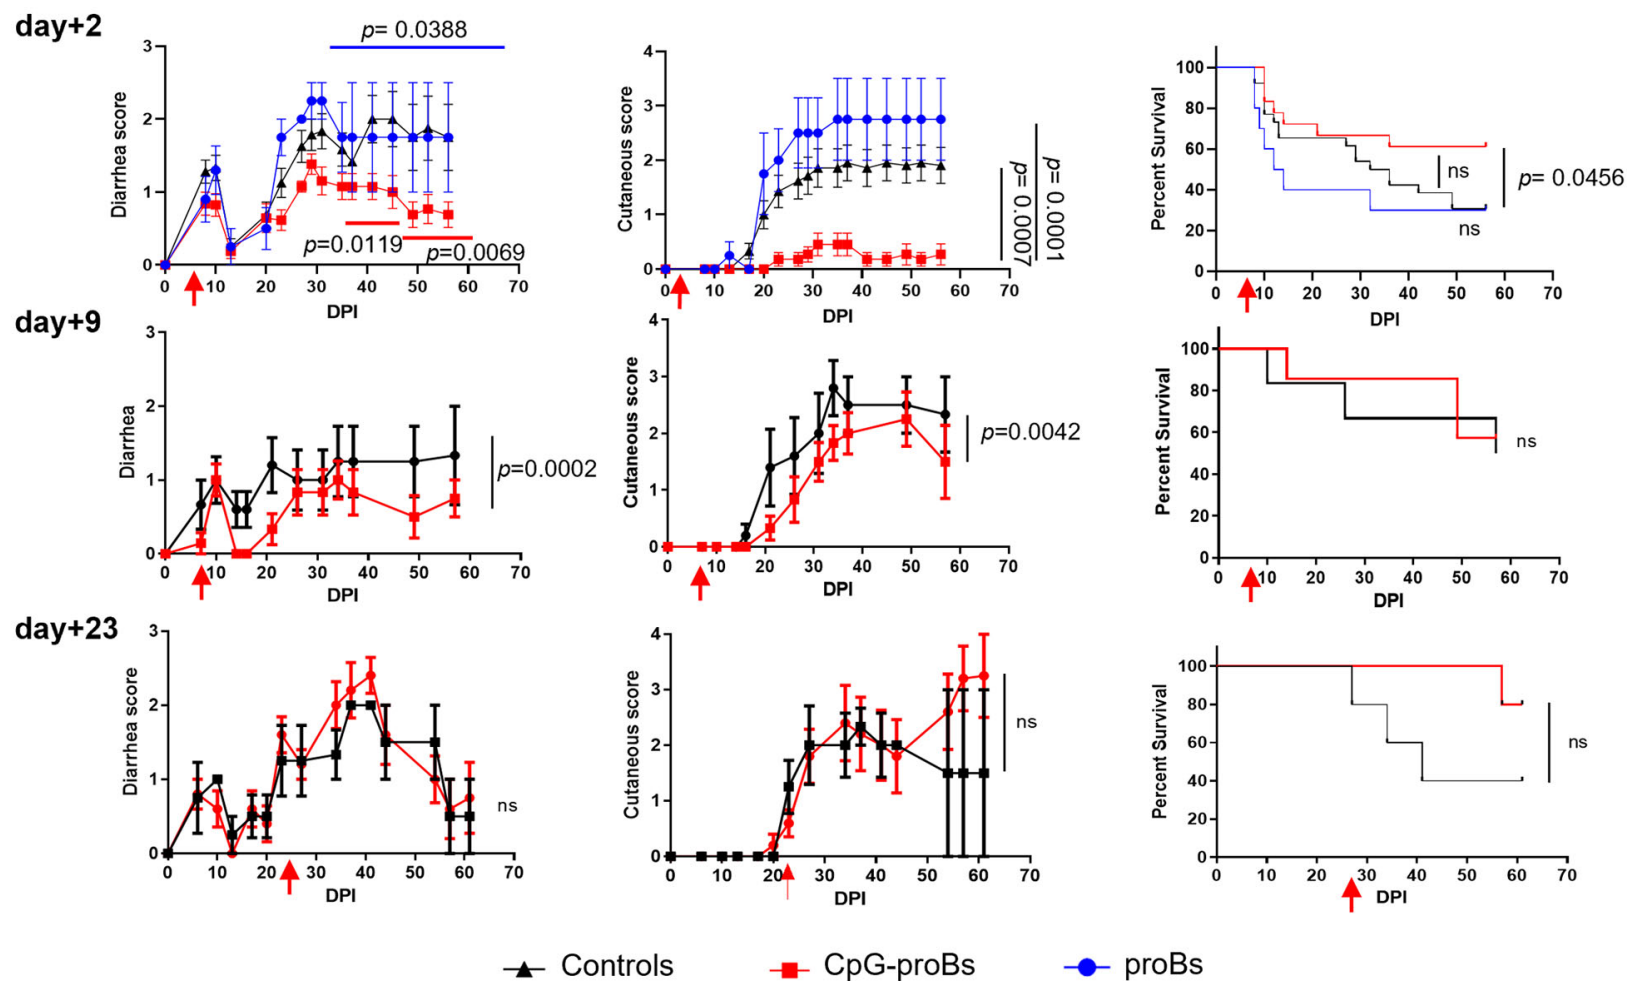 day+2
p= 0.0388
3
2
1
0
Diarrhea score
p=0.0119
p=0.0069
0 10 20 30 40 50 60 70
DPI
4
3
2
1
0
Cutaneous score
p= 0.0007
p= 0.0001
0 10 20 30 40 50 60 70
DPI
100
80
60
40
20
0
Percent Survival
ns
p= 0.0456
ns
0 10 20 30 40 50 60 70
DPI
day+9
3
2
1
0
Diarrhea
p=0.0002
0 10 20 30 40 50 60 70
DPI
4
3
2
1
0
Cutaneous score
p=0.0042
0 10 20 30 40 50 60 70
DPI
100
80
60
40
20
0
Percent Survival
ns
0 10 20 30 40 50 60 70
DPI
day+23
3
2
1
0
Diarrhea score
ns
0 10 20 30 40 50 60 70
DPI
4
3
2
1
0
Cutaneous score
ns
0 10 20 30 40 50 60 70
DPI
100
80
60
40
20
0
Percent Survival
ns
0 10 20 30 40 50 60 70
DPI
Controls CpG-proBs proBs